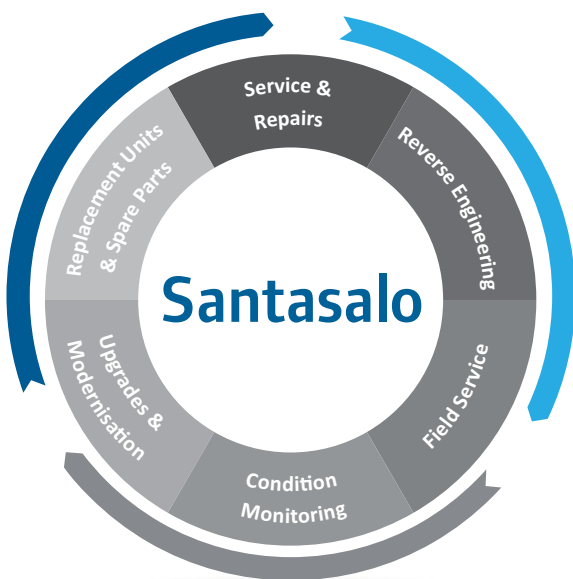 Service &
Repairs
Reverse Engineering
Field Service
Condition
Monitoring
Upgrades &
Modernisation
Replacement Units
& Spare Parts
Santasalo